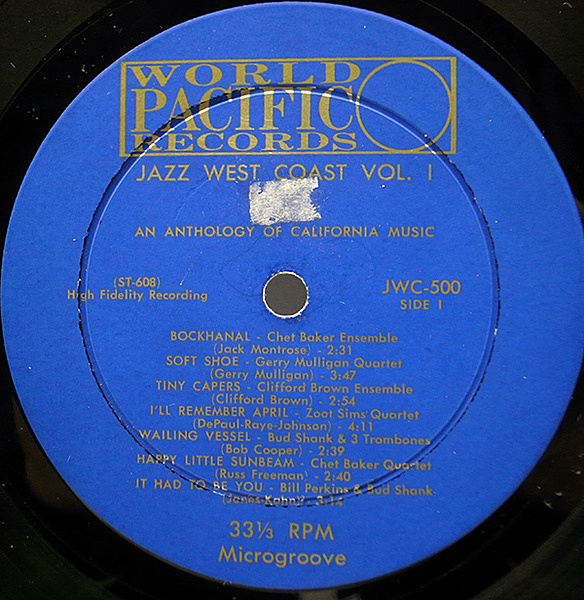 WORLD
PACIFIC
RECORDS
JAZZ WEST COAST VOL. 1
AN ANTHOLOGY OF CALIFORNIA MUSIC
(ST-608)
High Fidelity Recording
JWC-500
SIDE 1
BOCKHANAL - Chet Baker Ensemble
(Jack Montrose) - 2:31
SOFT SHOE - Gerry Mulligan Quartet
(Gerry Mulligan) - 3:47
TINY CAPERS - Clifford Brown Ensemble
(Clifford Brown) - 2:54
I'LL REMEMBER APRIL - Zoot Sims Quartet
(DePaul-Raye-Johnson) - 4:11
WAILING VESSEL - Bud Shank & 3 Trombones
(Bob Cooper) - 2:39
HAPPY LITTLE SUNBEAM - Chet Baker Quartet
(Russ Freeman) - 2:40
IT HAD TO BE YOU - Bill Perkins & Bud Shank
(Jones-Kahn) - 3:14
33⅓ RPM
Microgroove